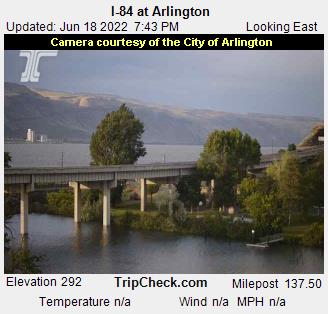 I-84 at Arlington
Updated: Jun 18 2022 7:43 PM Looking East
Camera courtesy of the City of Arlington
Elevation 292 TripCheck.com Milepost 137.50
Temperature n/a Wind n/a MPH n/a